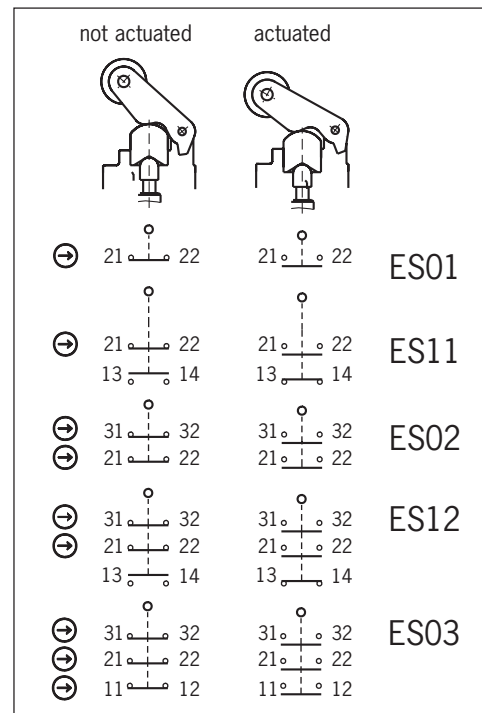 not actuated actuated
21 22 21 22 ES01
21 22 21 22 ES11
13 14 13 14
31 32 31 32 ES02
21 22 21 22
31 32 31 32 ES12
21 22 21 22
13 14 13 14
31 32 31 32 ES03
21 22 21 22
11 12 11 12